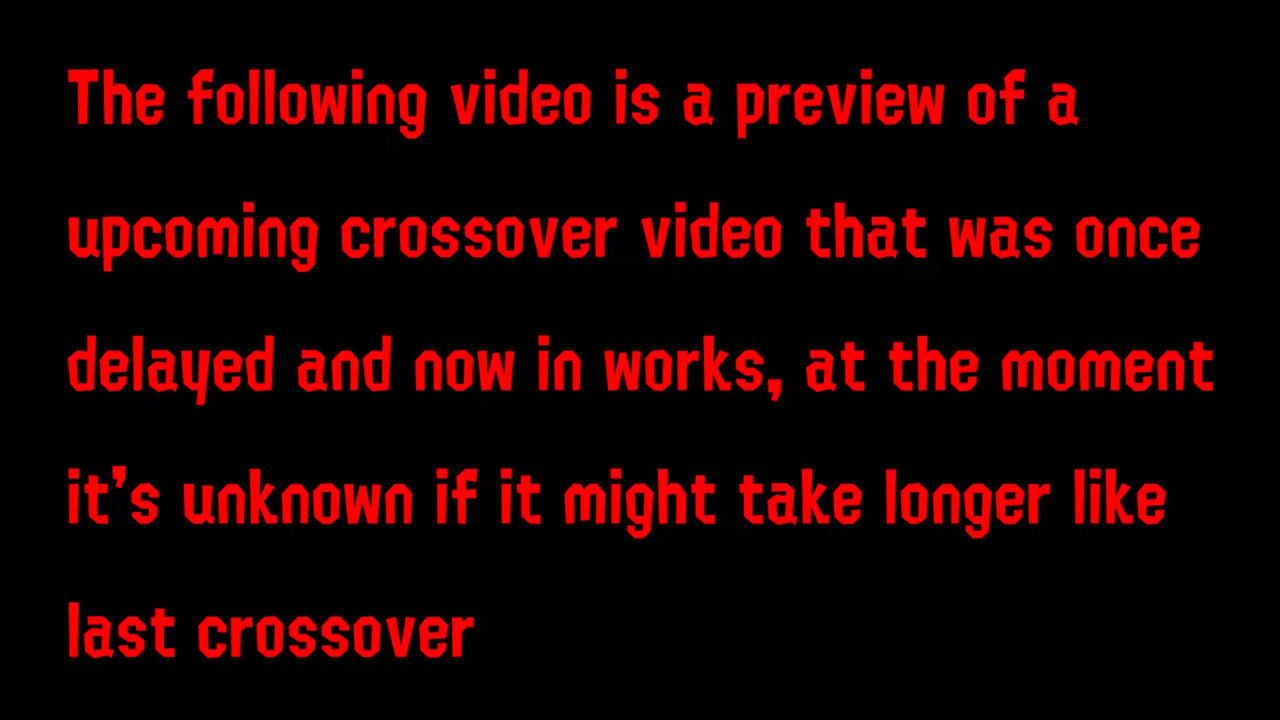 The following video is a preview of a
upcoming crossover video that was once
delayed and now in works, at the moment
it's unknown if it might take longer like
last crossover